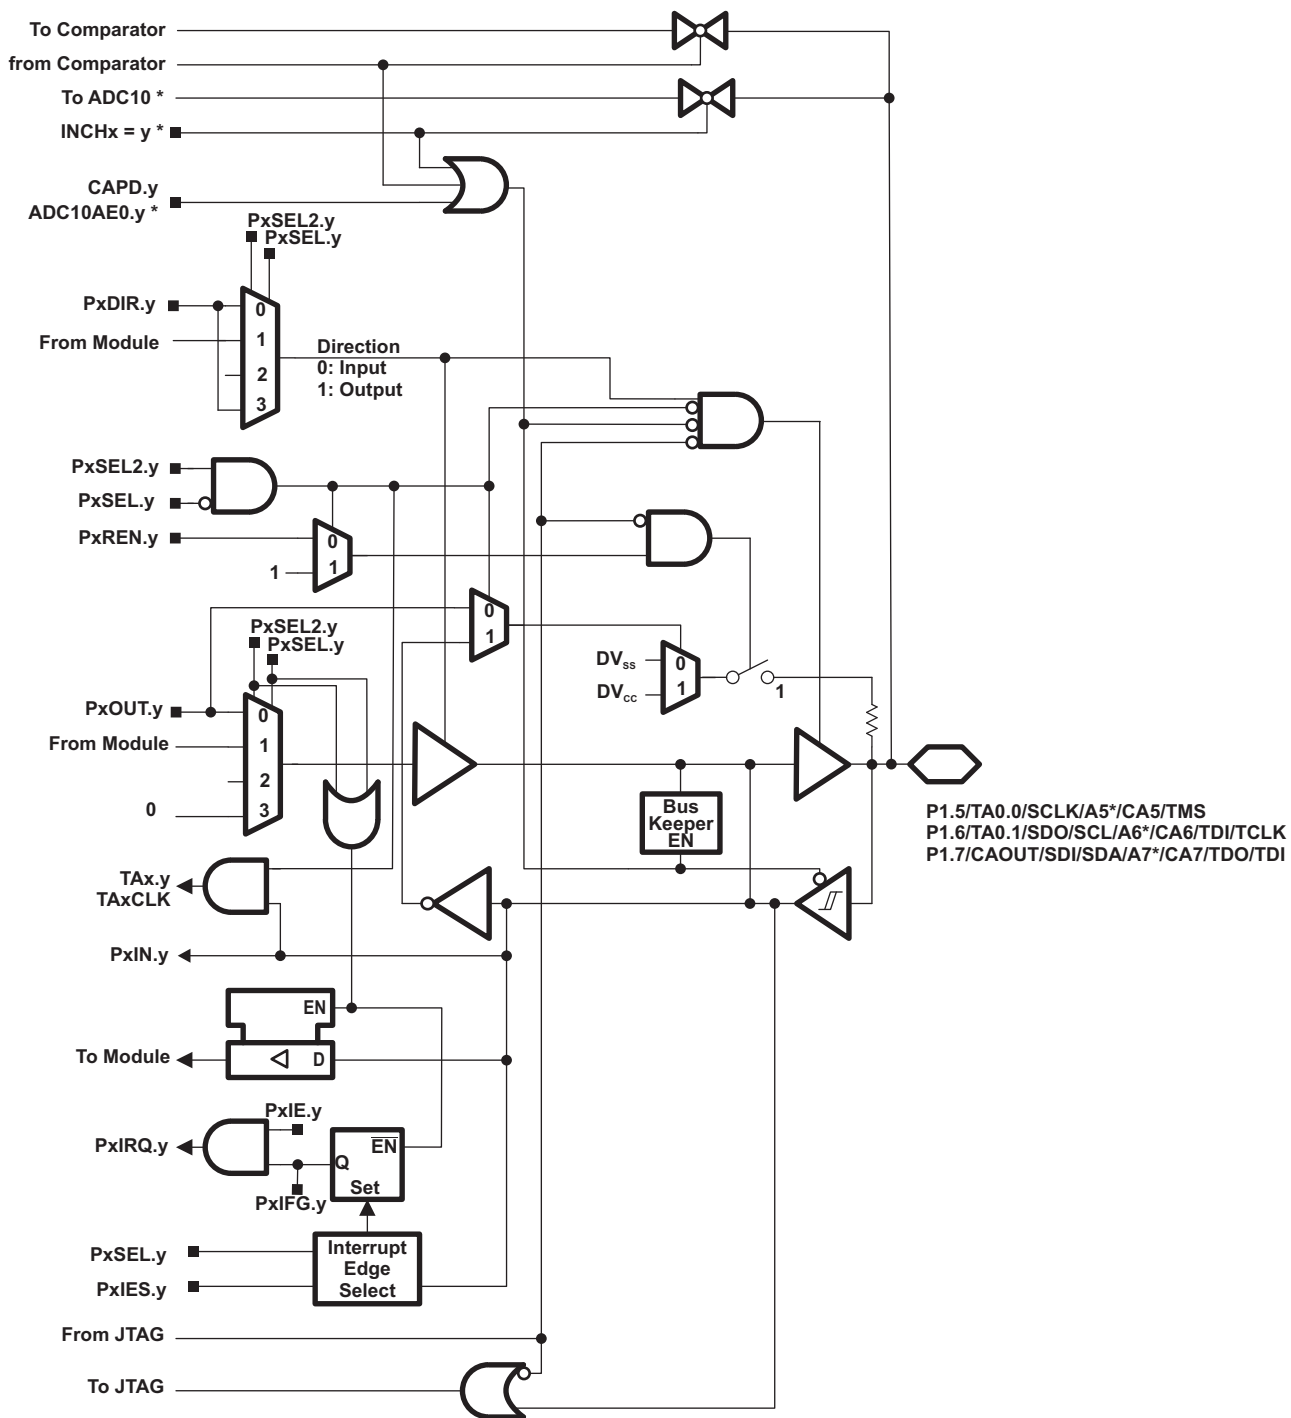 To Comparator
from Comparator
To ADC10 *
INCHx = y *
CAPD.y
ADC10AE0.y *
PxSEL2.y
PxSEL.y
PxDIR.y
0
From Module
1
Direction
0: Input
1: Output
2
3
PxSEL2.y
PxSEL.y
PxREN.y
0
1
1
0
1
PxSEL2.y
PxSEL.y
DVSS
0
DVCC
1
1
PxOUT.y
0
From Module
1
2
0
3
Bus
Keeper
EN
P1.5/TA0.0/SCLK/A5*/CA5/TMS
P1.6/TA0.1/SDO/SCL/A6*/CA6/TDI/TCLK
P1.7/CAOUT/SDI/SDA/A7*/CA7/TDO/TDI
TAx.y
TAxCLK
PxIN.y
EN
To Module
D
PxIE.y
PxIRQ.y
EN
Q
Set
PxIFG.y
PxSEL.y
PxIES.y
Interrupt
Edge
Select
From JTAG
To JTAG